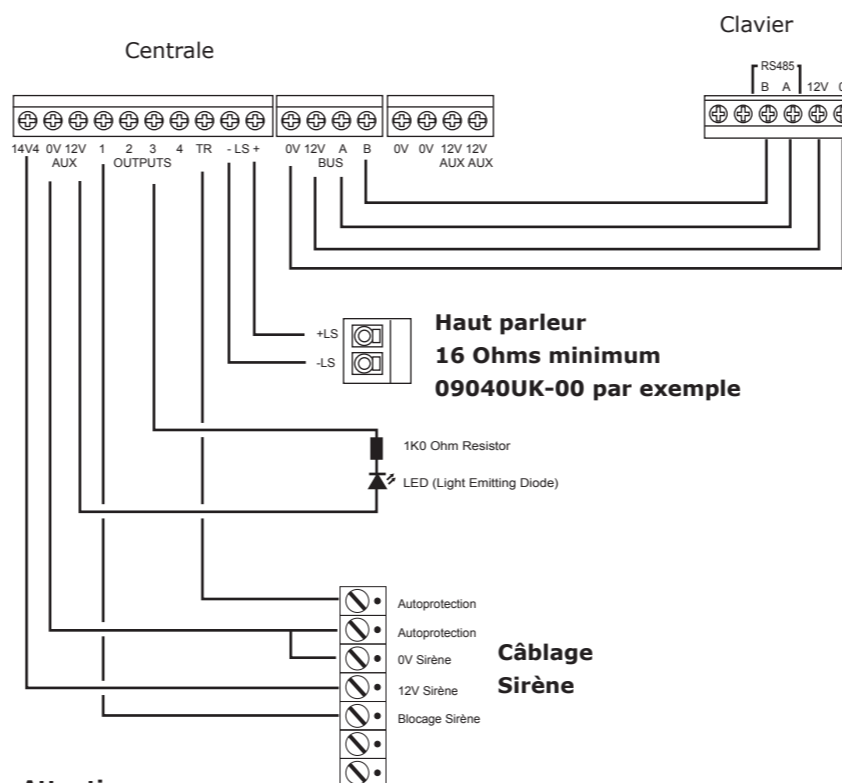 Centrale
Clavier
RS485
B A 12V 0
14V4 0V 12V 1 2 3 4 TR - LS + 0V 12V A B 0V 0V 12V 12V
AUX OUTPUTS BUS AUX AUX
+LS
-LS
Haut parleur
16 Ohms minimum
09040UK-00 par exemple
1K0 Ohm Resistor
LED (Light Emitting Diode)
Autoprotection
Autoprotection
0V Sirène
12V Sirène
Blocage Sirène
Câblage
Sirène